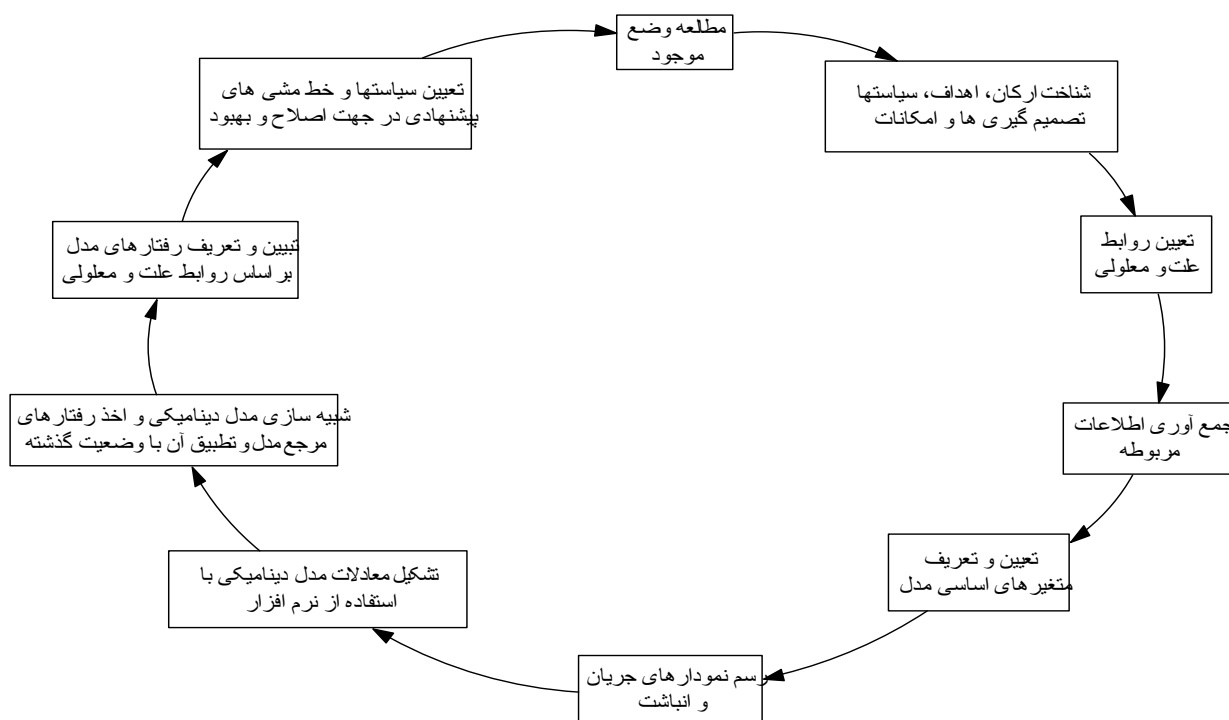 مطالعه وضع
موجود
شناخت ارکان، اهداف، سیاستها
تصمیم گیری ها و امکانات
تعیین روابط
علت و معلولی
جمع آوری اطلاعات
مربوطه
تعیین و تعریف
متغیرهای اساسی مدل
رسم نمودارهای جریان
و انباشت
تشکیل معادلات مدل دینامیکی با
استفاده از نرم افزار
شبیه سازی مدل دینامیکی و اخذ رفتارهای
مرجع مدل و تطبیق آن با وضعیت گذشته
تبیین و تعریف رفتارهای مدل
بر اساس روابط علت و معلولی
تعیین سیاستها و خط مشی های
پیشنهادی در جهت اصلاح و بهبود